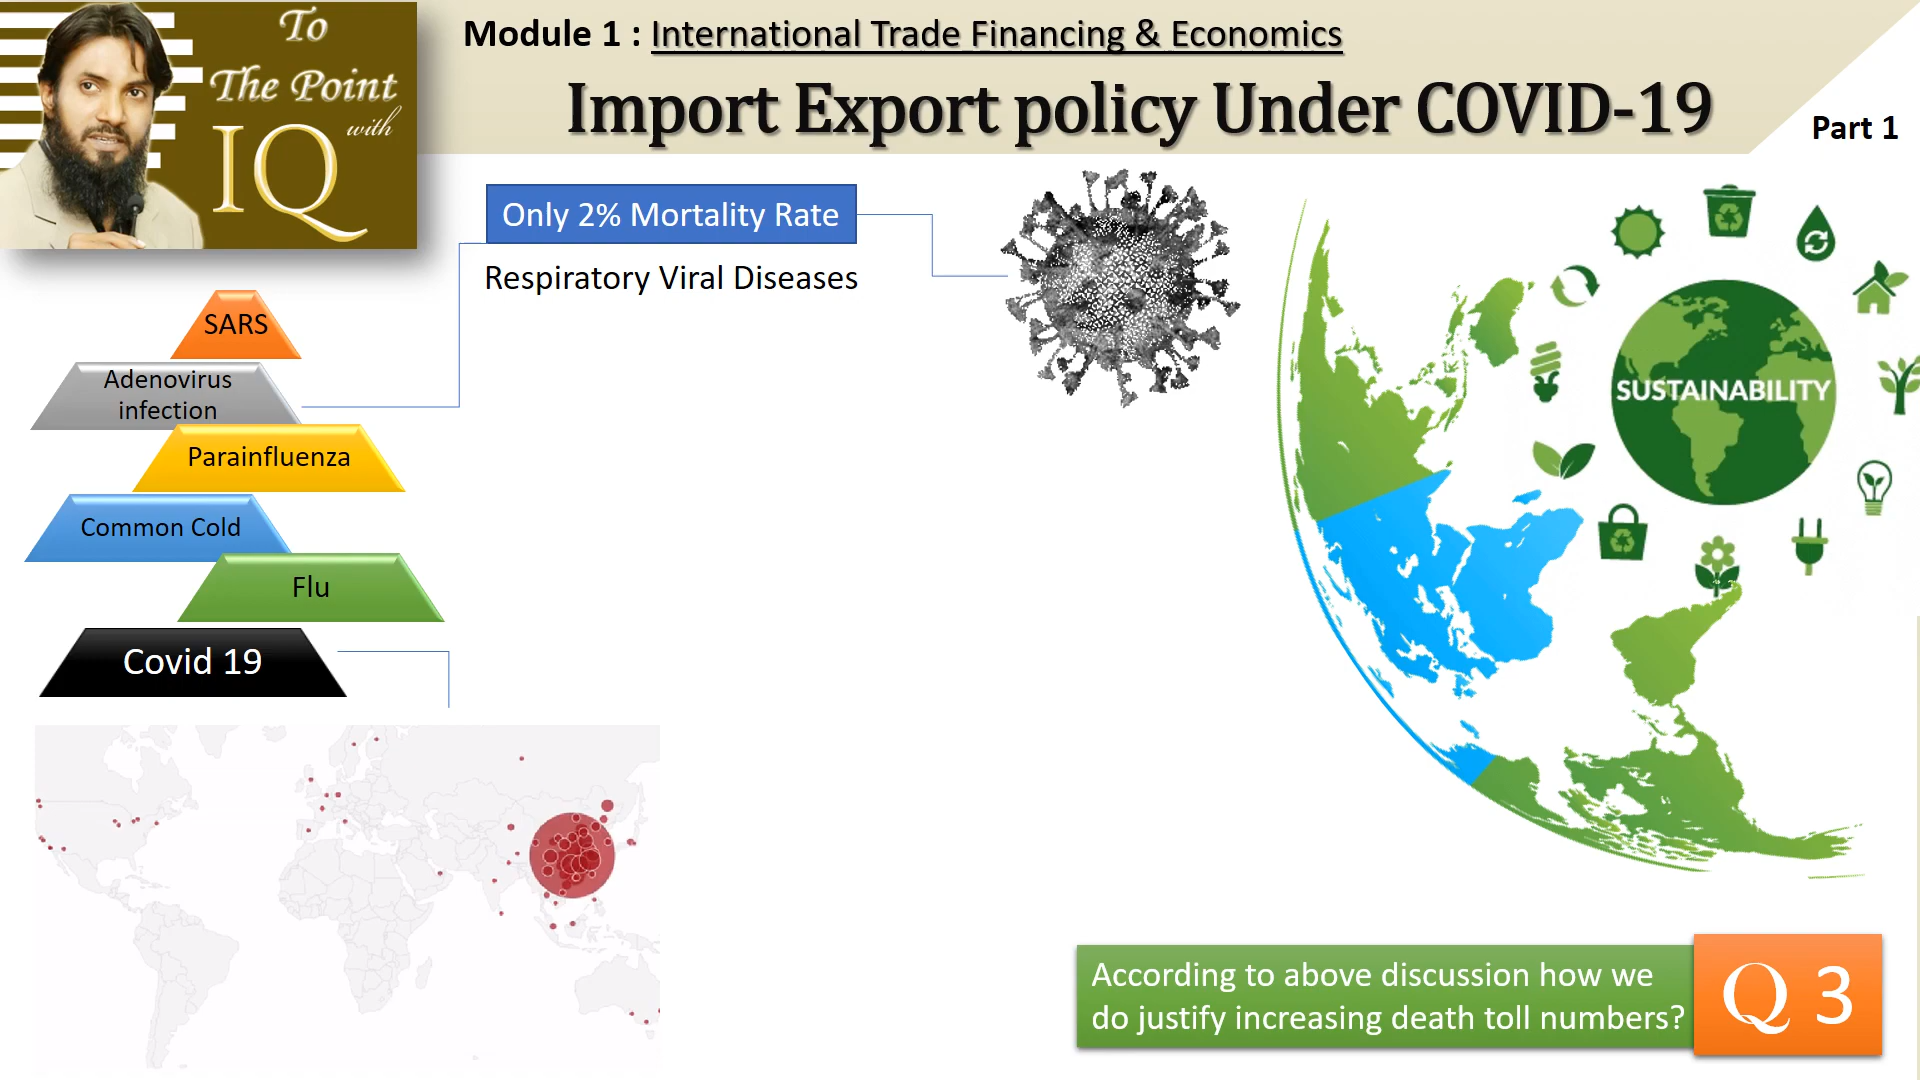 To
The Point
with
IQ
Module 1 : International Trade Financing & Economics
Import Export policy Under COVID-19
Part 1
Only 2% Mortality Rate
Respiratory Viral Diseases
SARS
Adenovirus
infection
Parainfluenza
Common Cold
Flu
Covid 19
SUSTAINABILITY
According to above discussion how we
do justify increasing death toll numbers?
Q 3